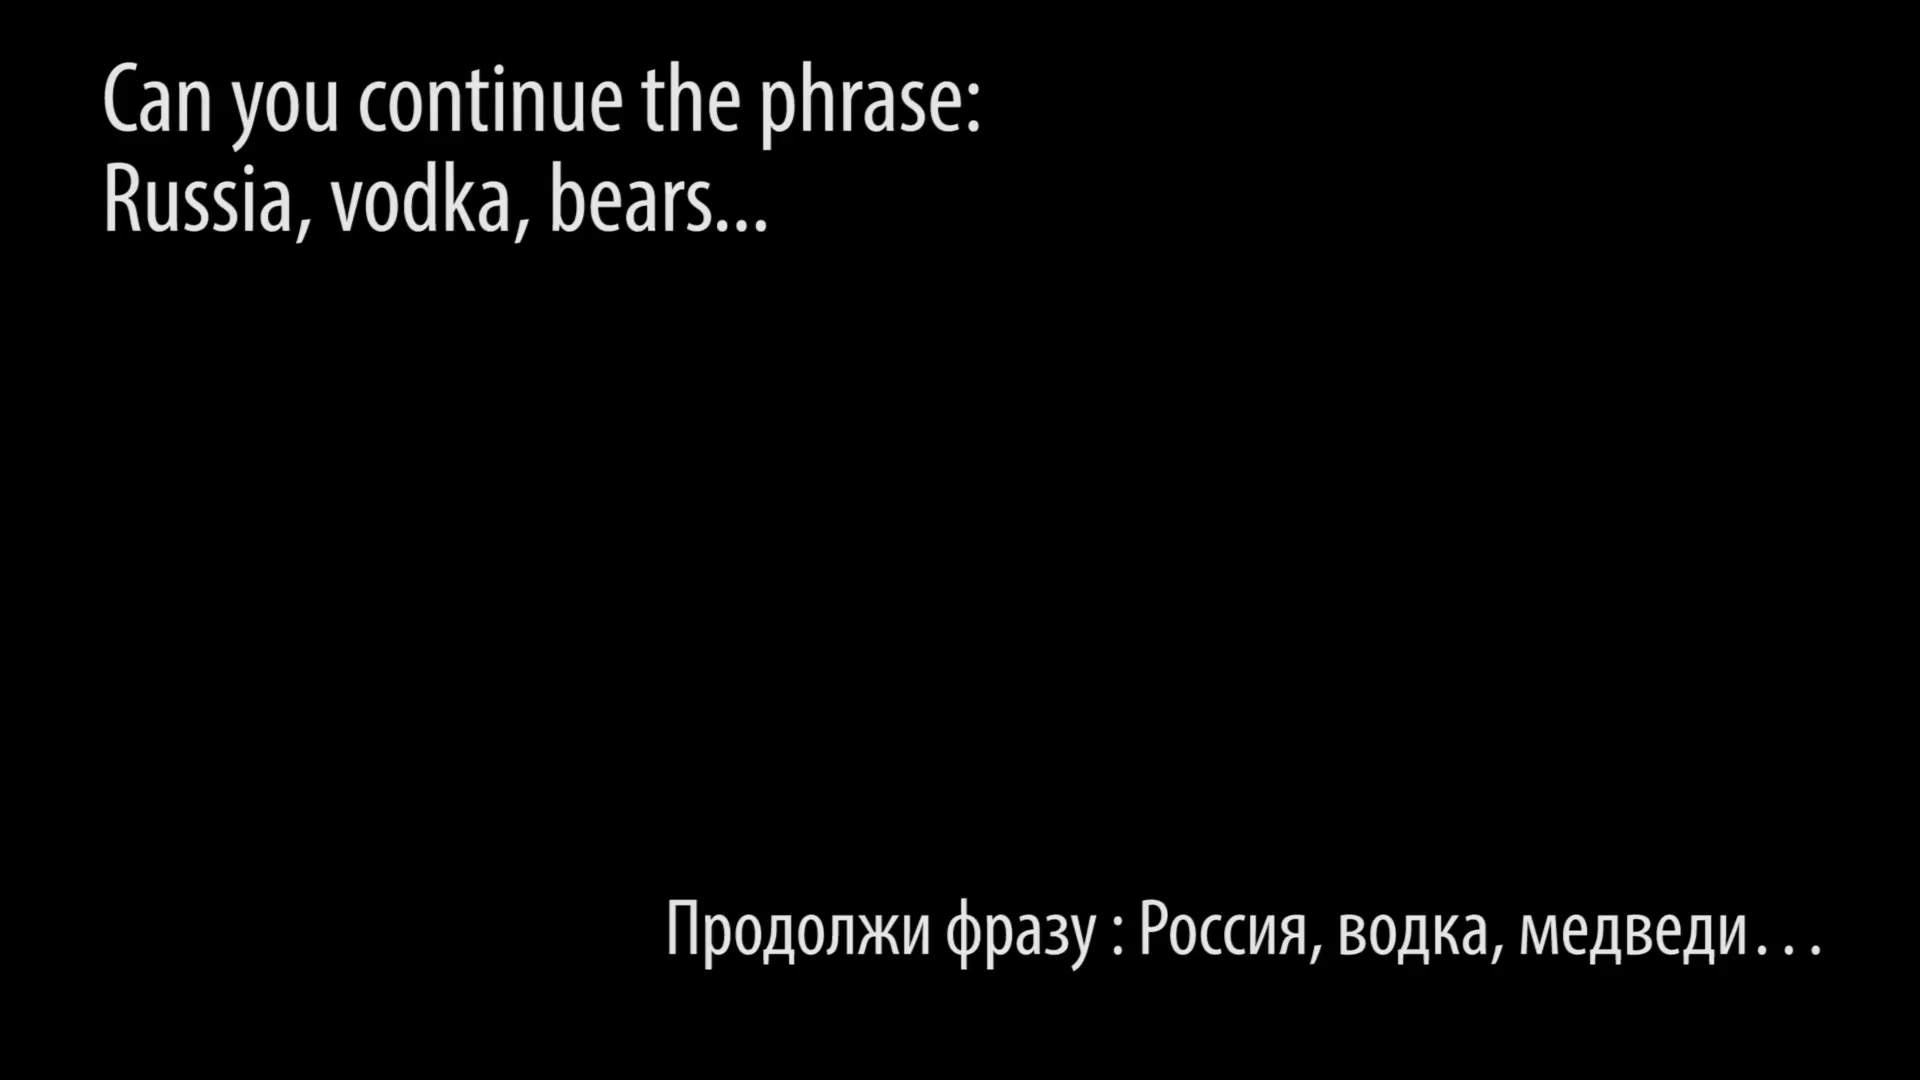 Can you continue the phrase:
Russia, vodka, bears...
Продолжи фразу : Россия, водка, медведи...